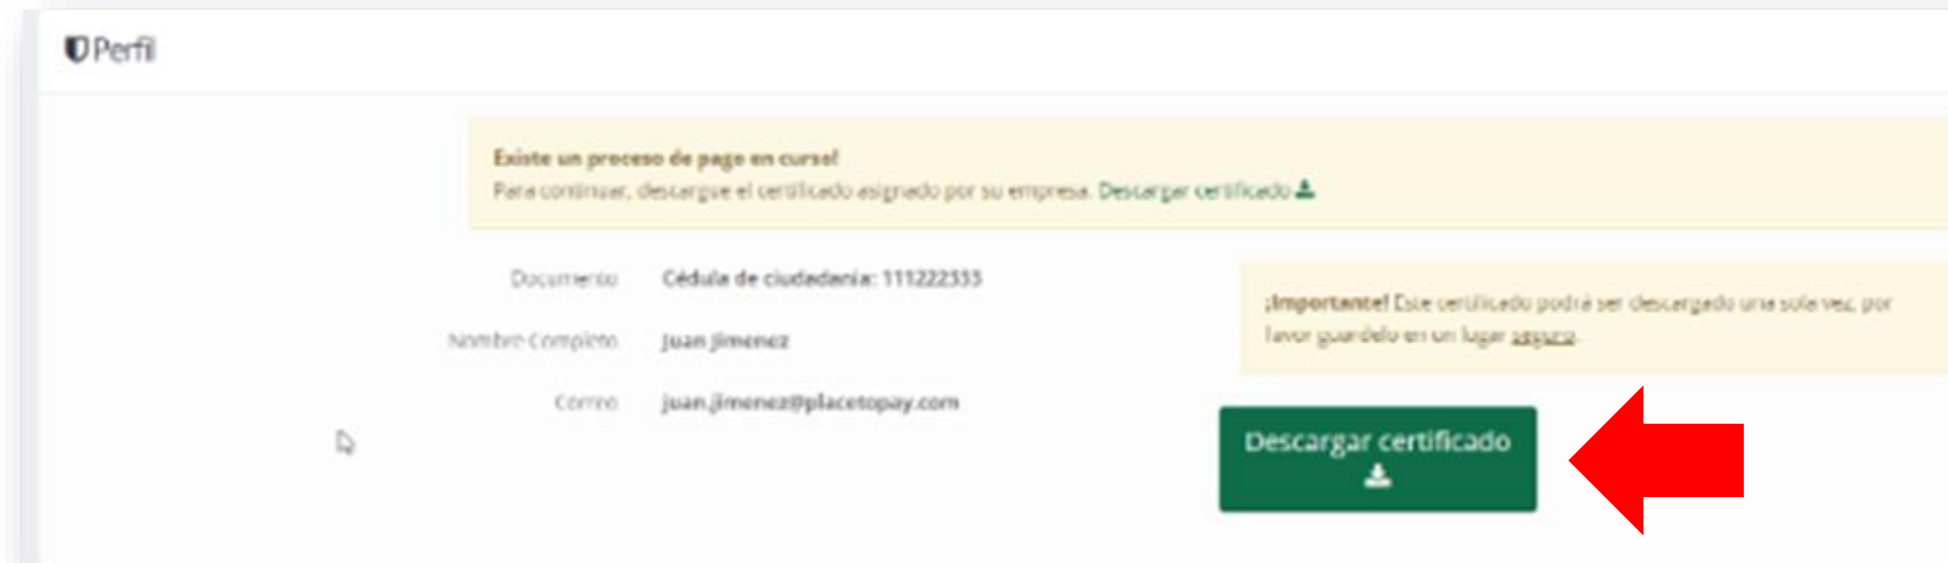 Perfil
Existe un proceso de pago en curso!
Para continuar, descargue el certificado asignado por su empresa. Descargar certificado
Documento Cédula de ciudadanía: 111222333
¡Importante! Este certificado podrá ser descargado una sola vez, por
favor guardelo en un lugar seguro.
Nombre Completo Juan Jimenez
Correo juan.jimenez@placetopay.com
Descargar certificado